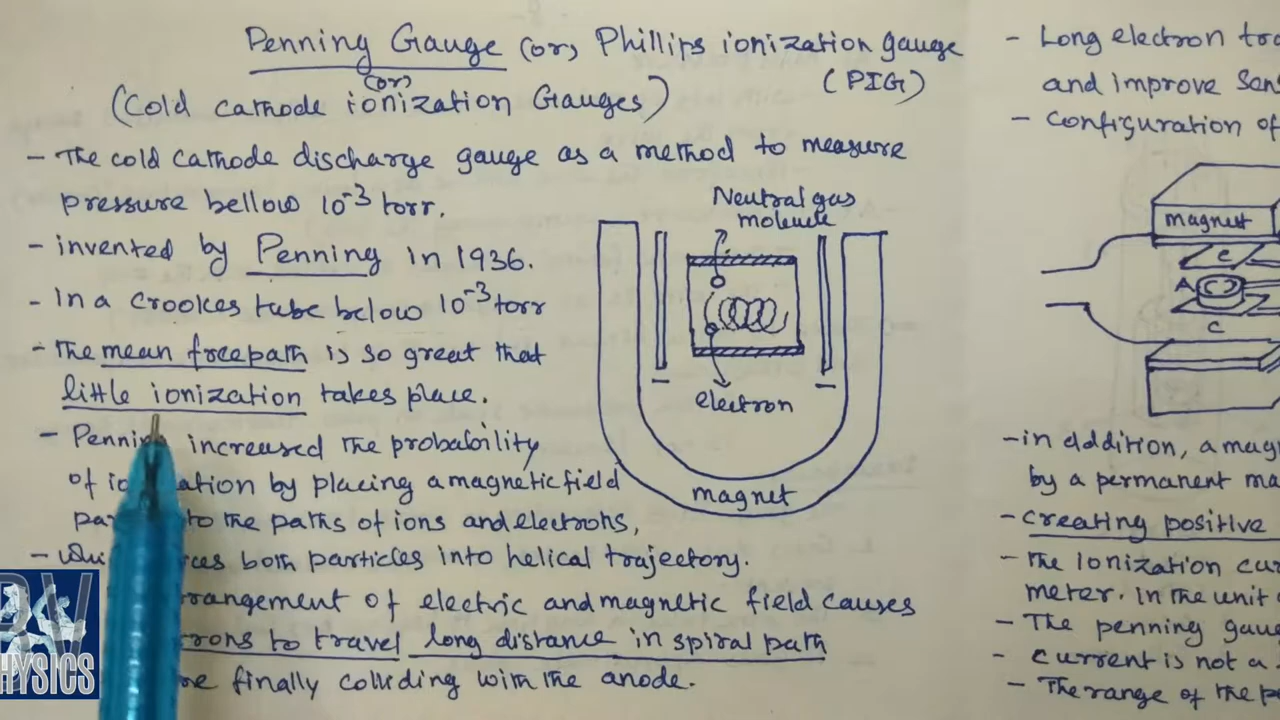 Penning Gauge (or) Phillips ionization gauge
(or)
(PIG)
(Cold cathode ionization Gauges)
- The cold cathode discharge gauge as a method to measure
pressure bellow 10⁻³ torr.
- invented by Penning in 1936.
- In a Crookes tube below 10⁻³ torr
- The mean freepath is so great that
little ionization takes place.
- Penning increased the probability
of ation by placing a magnetic field
to the paths of ions and electrons,
- both particles into helical trajectory.
of electric and magnetic field causes
to travel long distance in spiral path
finally colliding with the anode.
Neutral gas
molecule
electron
magnet
- Long electron
and improve
- Configuration of
magnet
C
A
C
- in addition, a
by a permanent
- creating positive
- The ionization
meter. In the unit
- The penning
- current is not a
- The range of the
PHYSICS